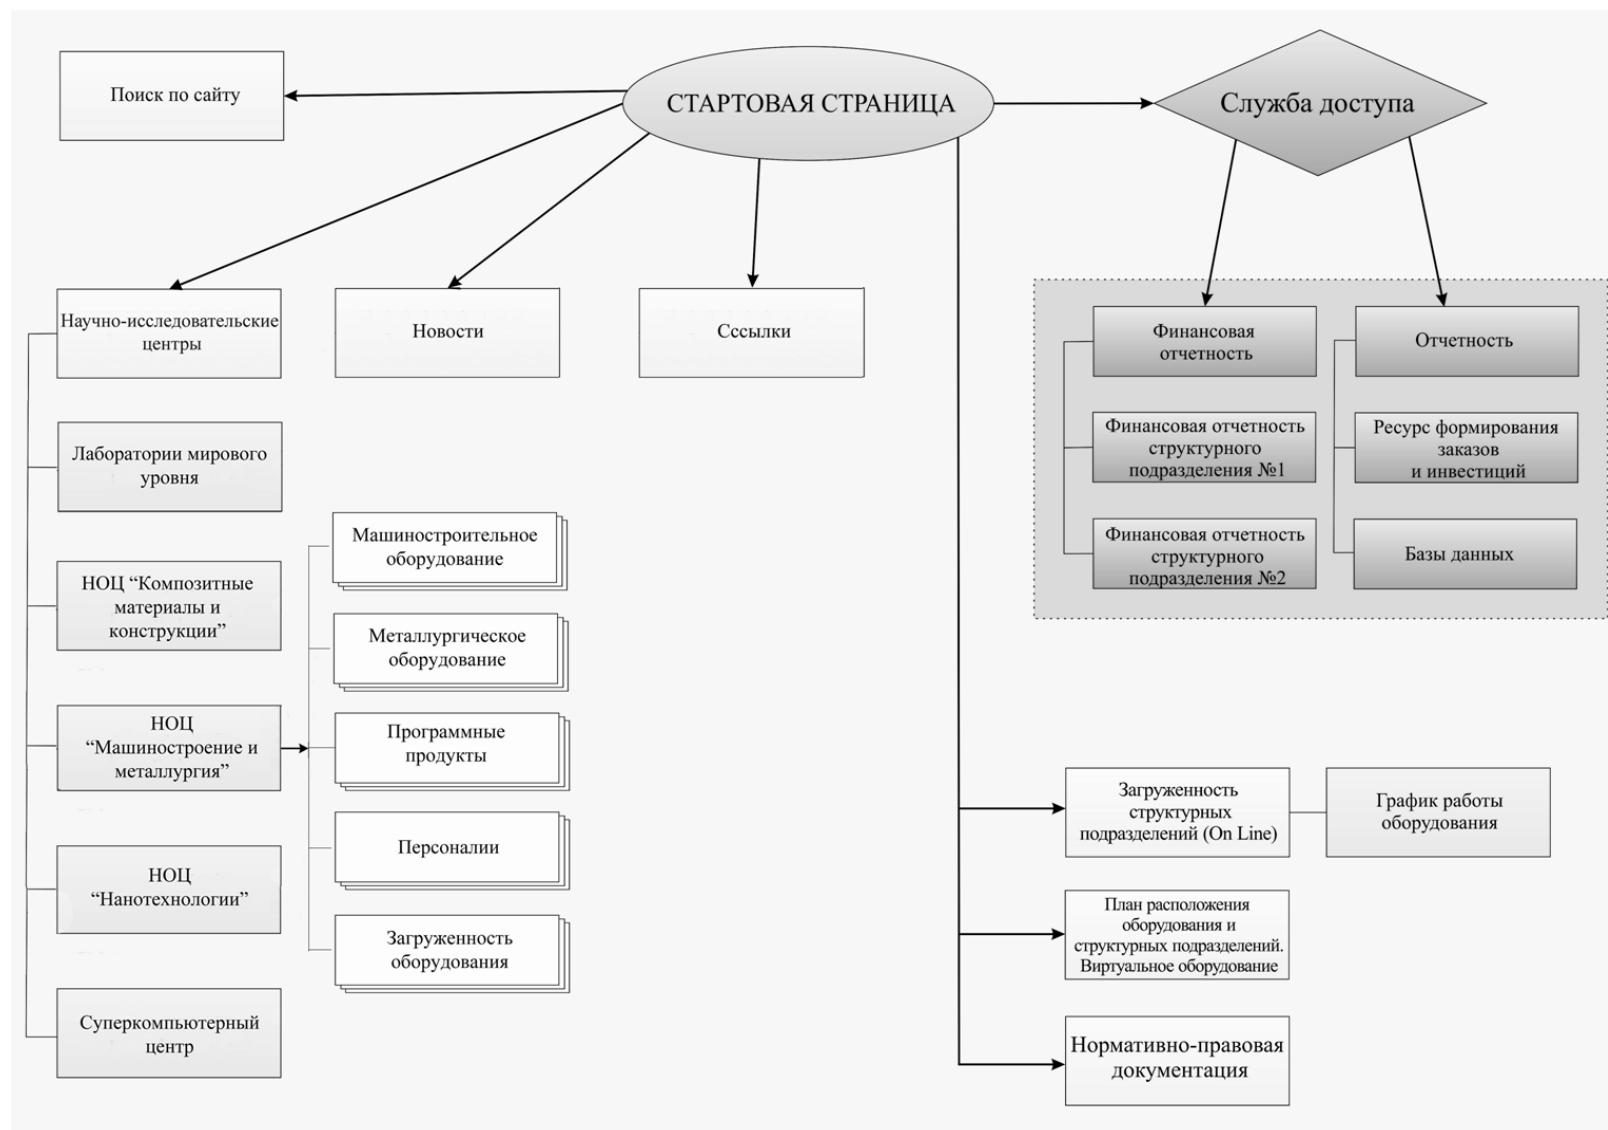 Поиск по сайту
СТАРТОВАЯ СТРАНИЦА
Служба доступа
Научно-исследовательские
центры
Новости
Сссылки
Финансовая
отчетность
Отчетность
Финансовая отчетность
структурного
подразделения №1
Ресурс формирования
заказов
и инвестиций
Финансовая отчетность
структурного
подразделения №2
Базы данных
Лаборатории мирового
уровня
НОЦ “Композитные
материалы и
конструкции”
НОЦ
“Машиностроение и
металлургия”
НОЦ
“Нанотехнологии”
Суперкомпьютерный
центр
Машиностроительное
оборудование
Металлургическое
оборудование
Программные
продукты
Персоналии
Загруженность
оборудования
Загруженность
структурных
подразделений (On Line)
График работы
оборудования
План расположения
оборудования и
структурных подразделений.
Виртуальное оборудование
Нормативно-правовая
документация